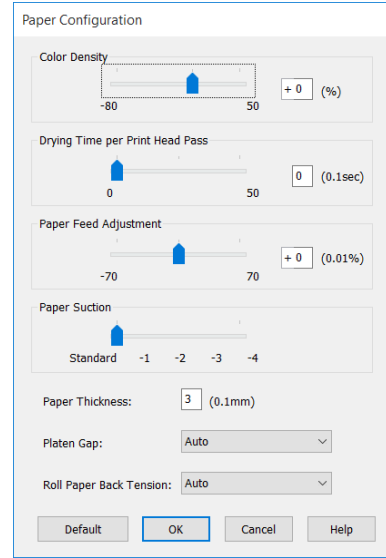 Paper Configuration
Color Density
-80 50 + 0 (%)
Drying Time per Print Head Pass
0 50 0 (0.1sec)
Paper Feed Adjustment
-70 70 + 0 (0.01%)
Paper Suction
Standard -1 -2 -3 -4
Paper Thickness: 3 (0.1mm)
Platen Gap: Auto
Roll Paper Back Tension: Auto
Default OK Cancel Help